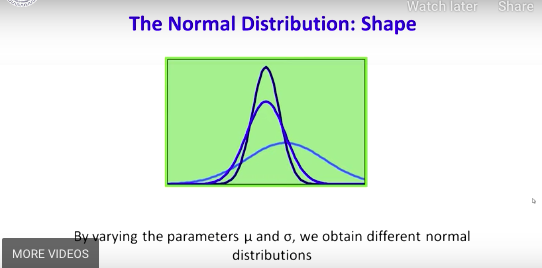 Watch later Share
The Normal Distribution: Shape
By varying the parameters μ and σ, we obtain different normal
distributions
MORE VIDEOS